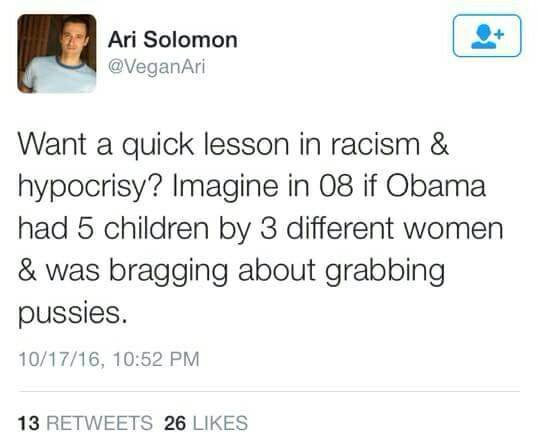 Ari Solomon
@VeganAri
Want a quick lesson in racism &
hypocrisy? Imagine in 08 if Obama
had 5 children by 3 different women
& was bragging about grabbing
pussies.
10/17/16, 10:52 PM
13 RETWEETS 26 LIKES